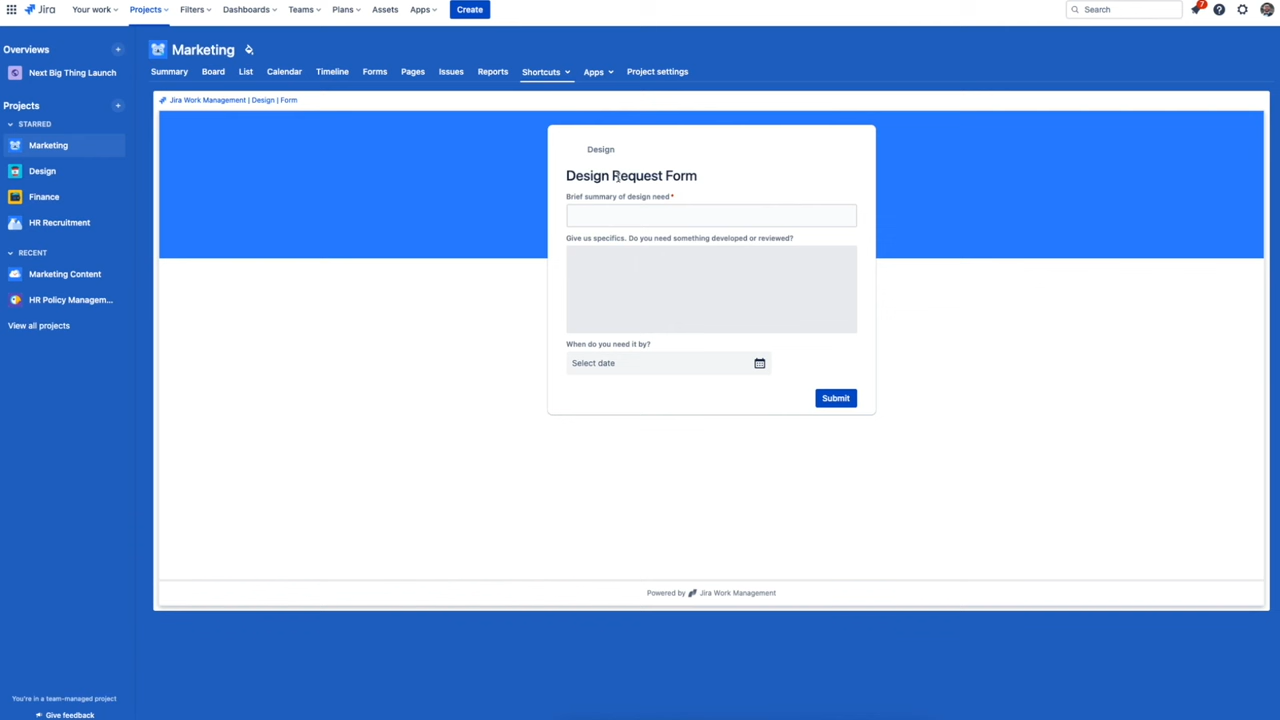 Jira Your work Projects Filters Dashboards Teams Plans Assets Apps Create Search 7
Overviews
Next Big Thing Launch
Projects
STARRED
Marketing
Design
Finance
HR Recruitment
RECENT
Marketing Content
HR Policy Managem...
View all projects
You're in a team-managed project
Give feedback
Marketing
Summary Board List Calendar Timeline Forms Pages Issues Reports Shortcuts Apps Project settings
Jira Work Management | Design | Form
Design
Design Request Form
Brief summary of design need *
Give us specifics. Do you need something developed or reviewed?
When do you need it by?
Select date
Submit
Powered by Jira Work Management